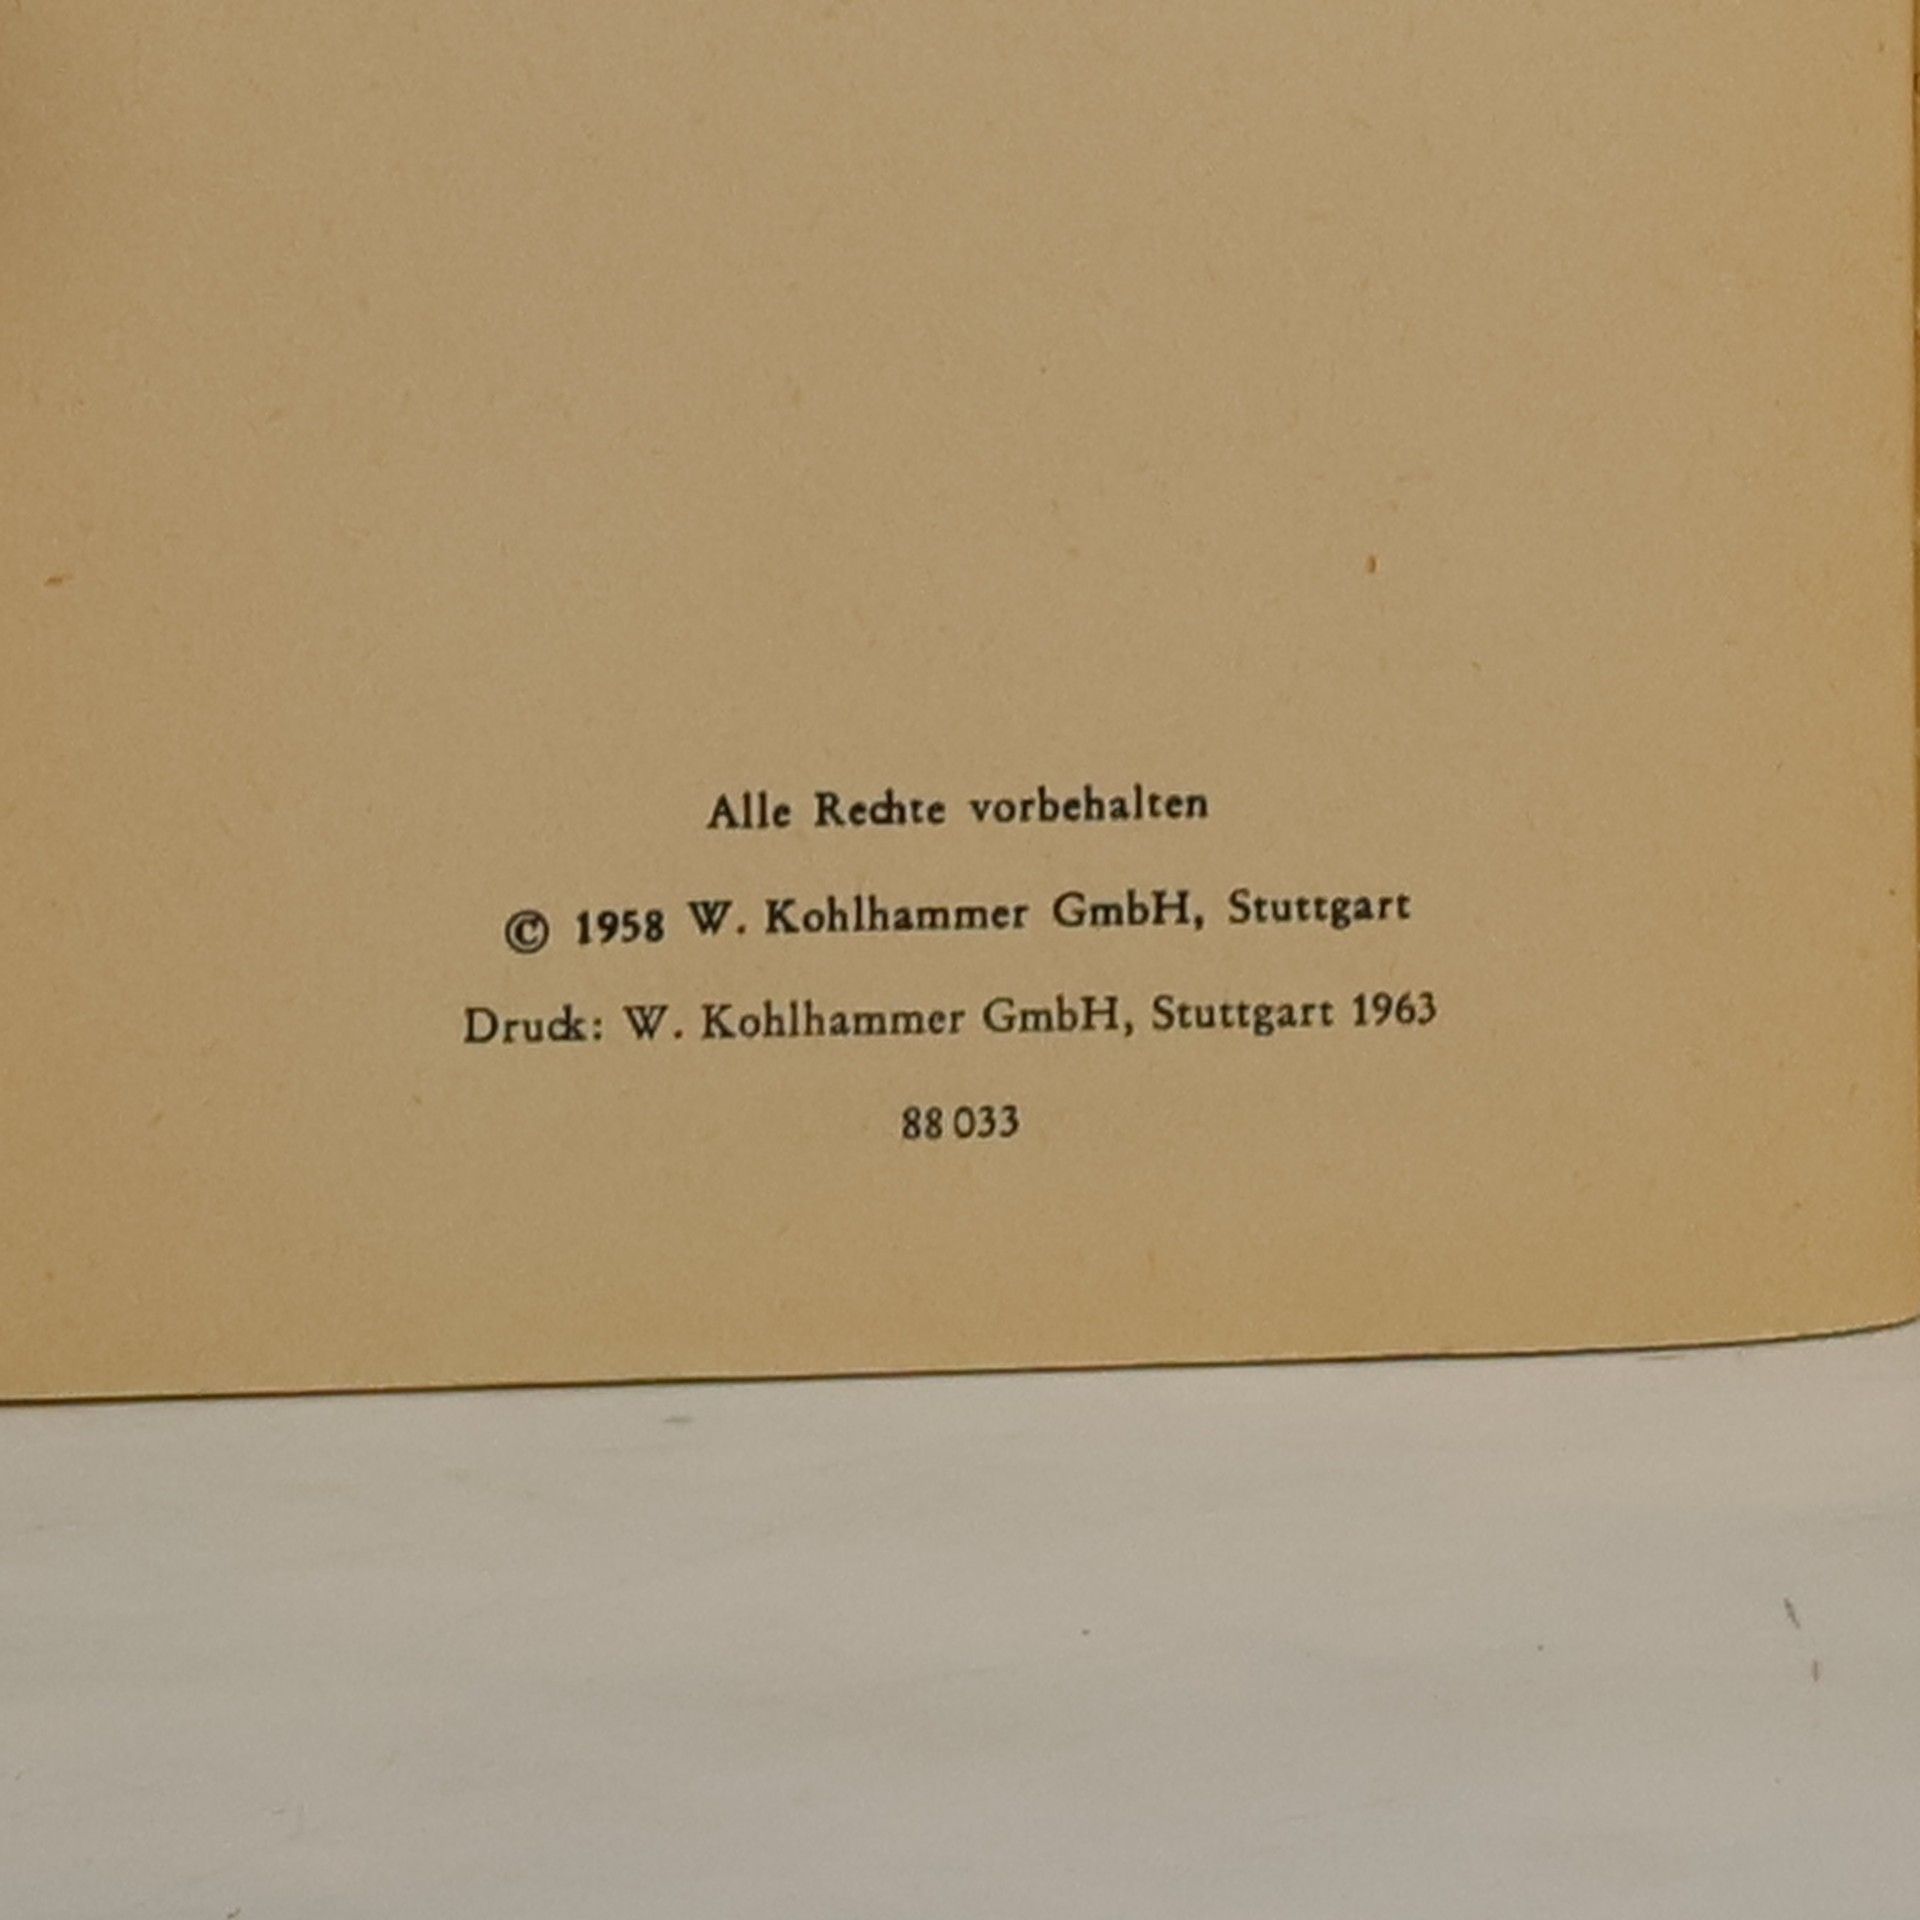 Alle Rechte vorbehalten
© 1958 W. Kohlhammer GmbH, Stuttgart
Druck: W. Kohlhammer GmbH, Stuttgart 1963
88 033